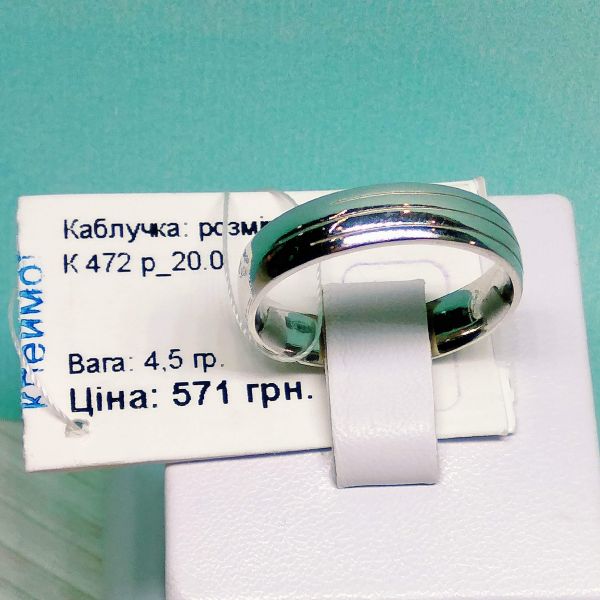 Каблучка: розмі
К 472 р_20.0
Вага: 4,5 гр.
Ціна: 571 грн.
клеймо